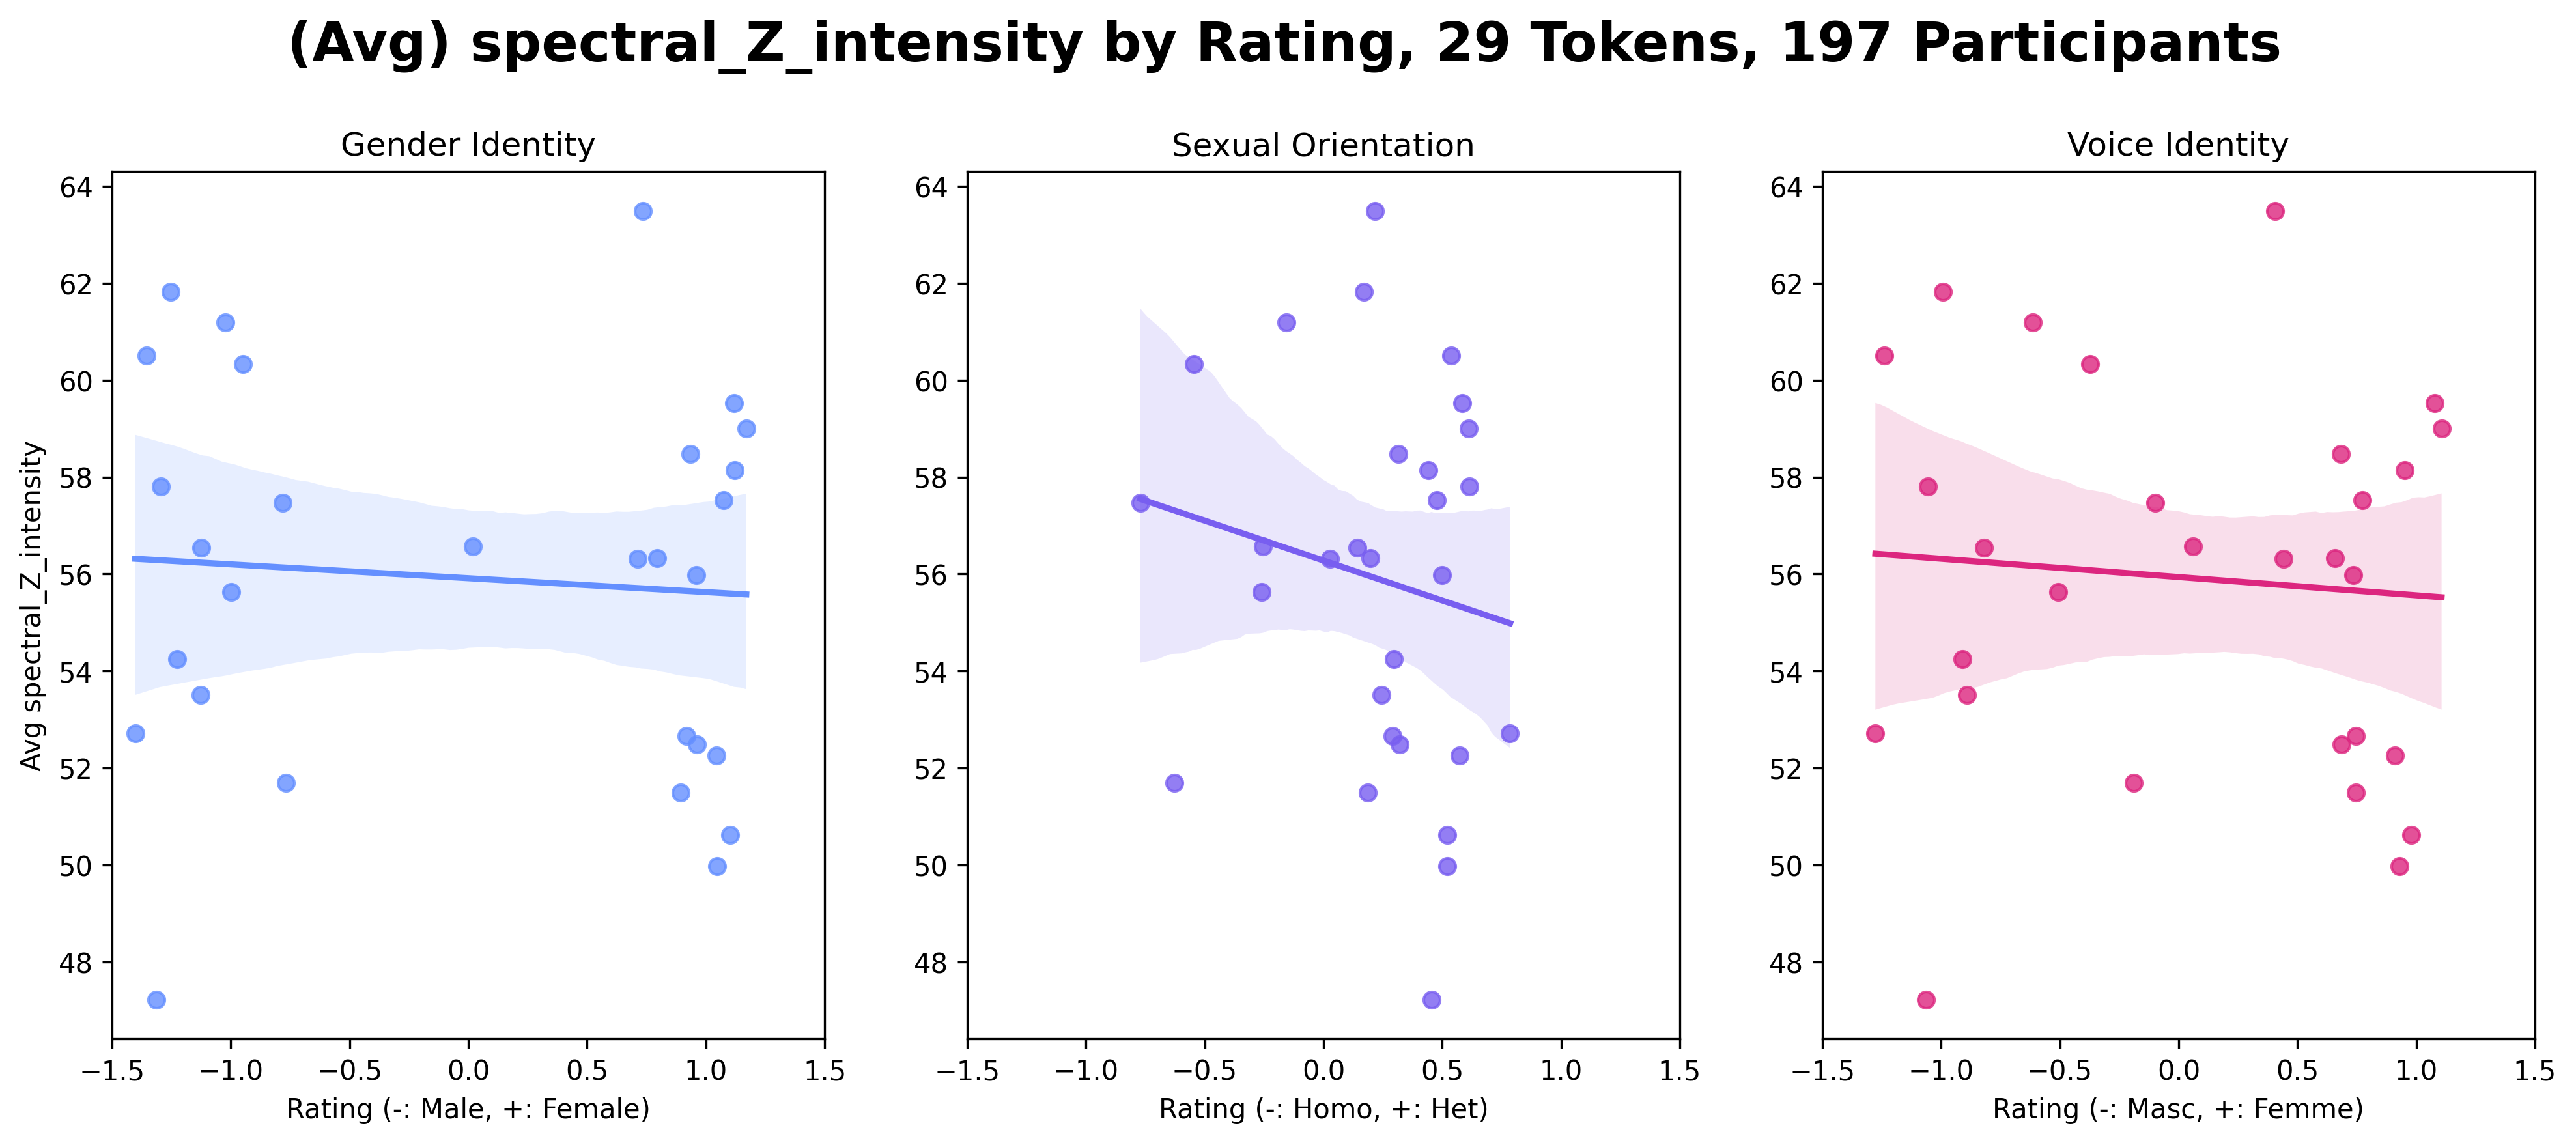 (Avg) spectral_Z_intensity by Rating, 29 Tokens, 197 Participants
Gender Identity
Sexual Orientation
Voice Identity
Avg spectral_Z_intensity
64
62
60
58
56
54
52
50
48
−1.5 −1.0 −0.5 0.0 0.5 1.0 1.5
Rating (-: Male, +: Female)
64
62
60
58
56
54
52
50
48
−1.5 −1.0 −0.5 0.0 0.5 1.0 1.5
Rating (-: Homo, +: Het)
64
62
60
58
56
54
52
50
48
−1.5 −1.0 −0.5 0.0 0.5 1.0 1.5
Rating (-: Masc, +: Femme)